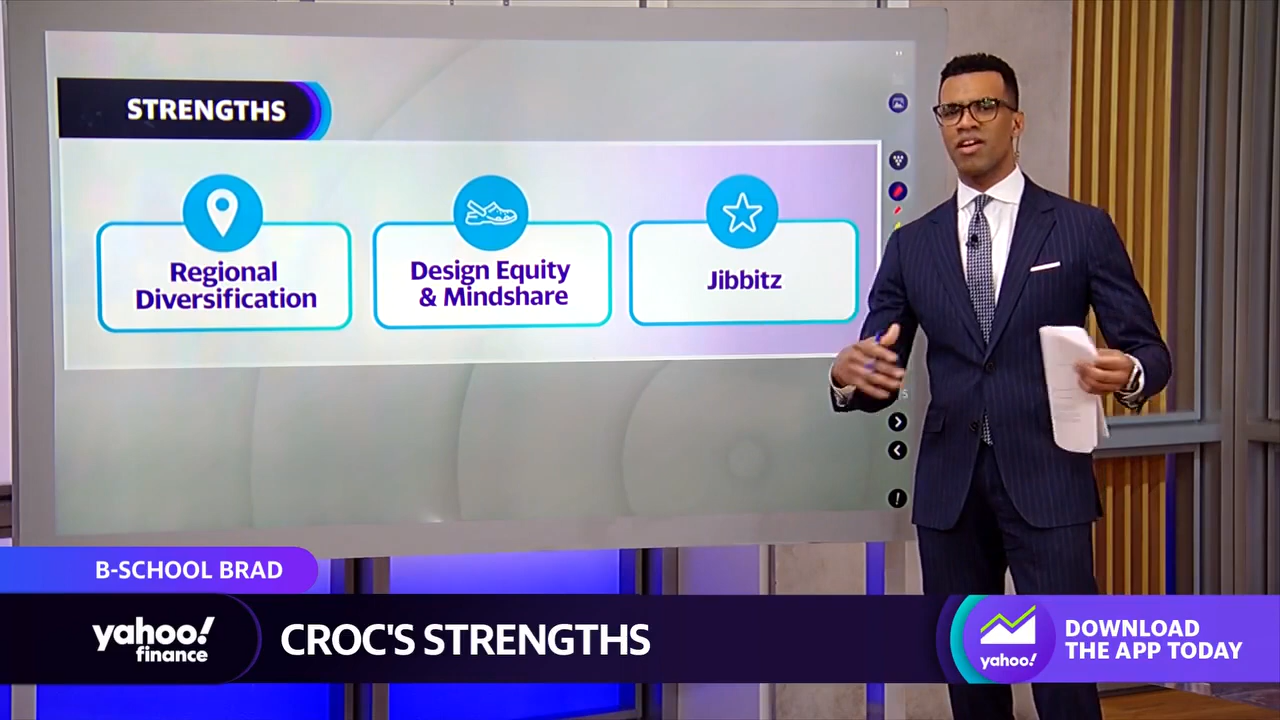 STRENGTHS
Regional
Diversification
Design Equity
& Mindshare
Jibbitz
B-SCHOOL BRAD
yahoo!
finance
CROC'S STRENGTHS
yahoo!
DOWNLOAD
THE APP TODAY